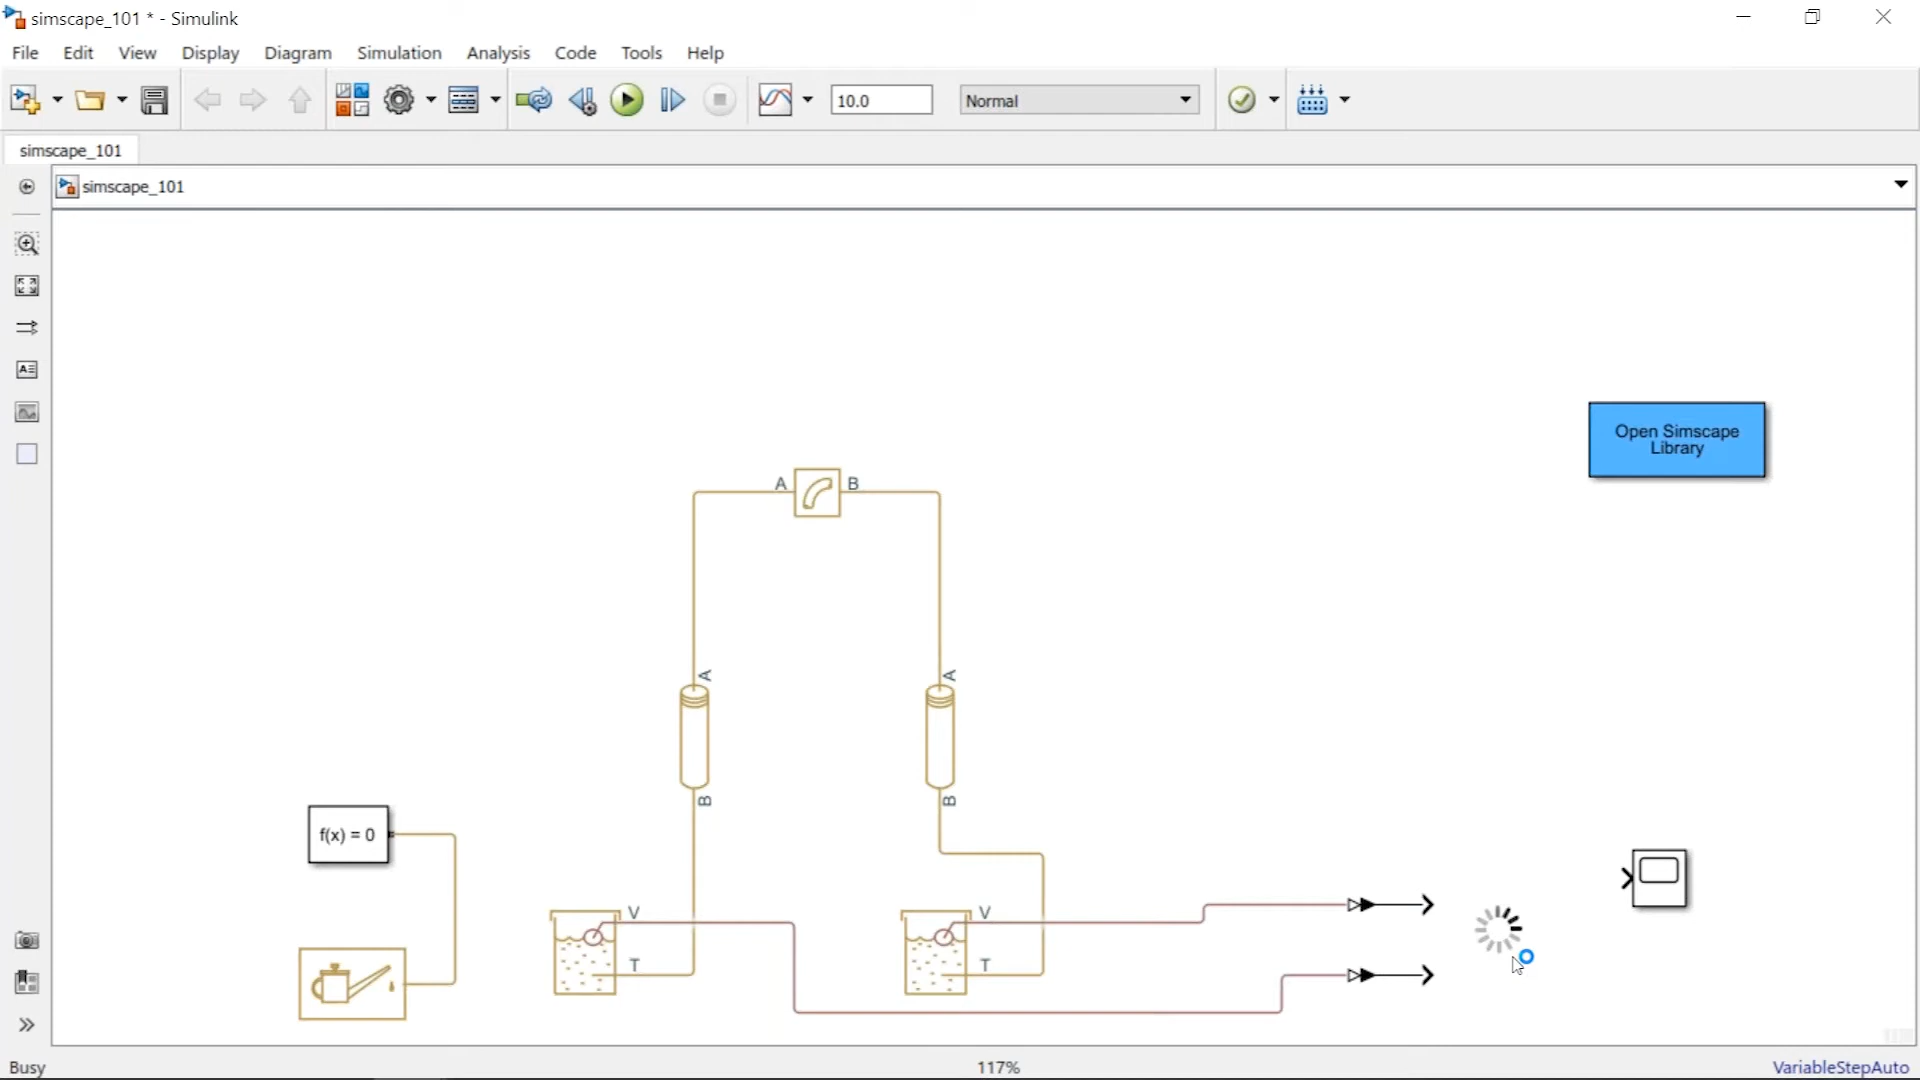 simscape_101 * - Simulink
File Edit View Display Diagram Simulation Analysis Code Tools Help
10.0 Normal
simscape_101
simscape_101
Open Simscape
Library
A B
A A
B B
f(x) = 0
V V
T T
Busy 117% VariableStepAuto